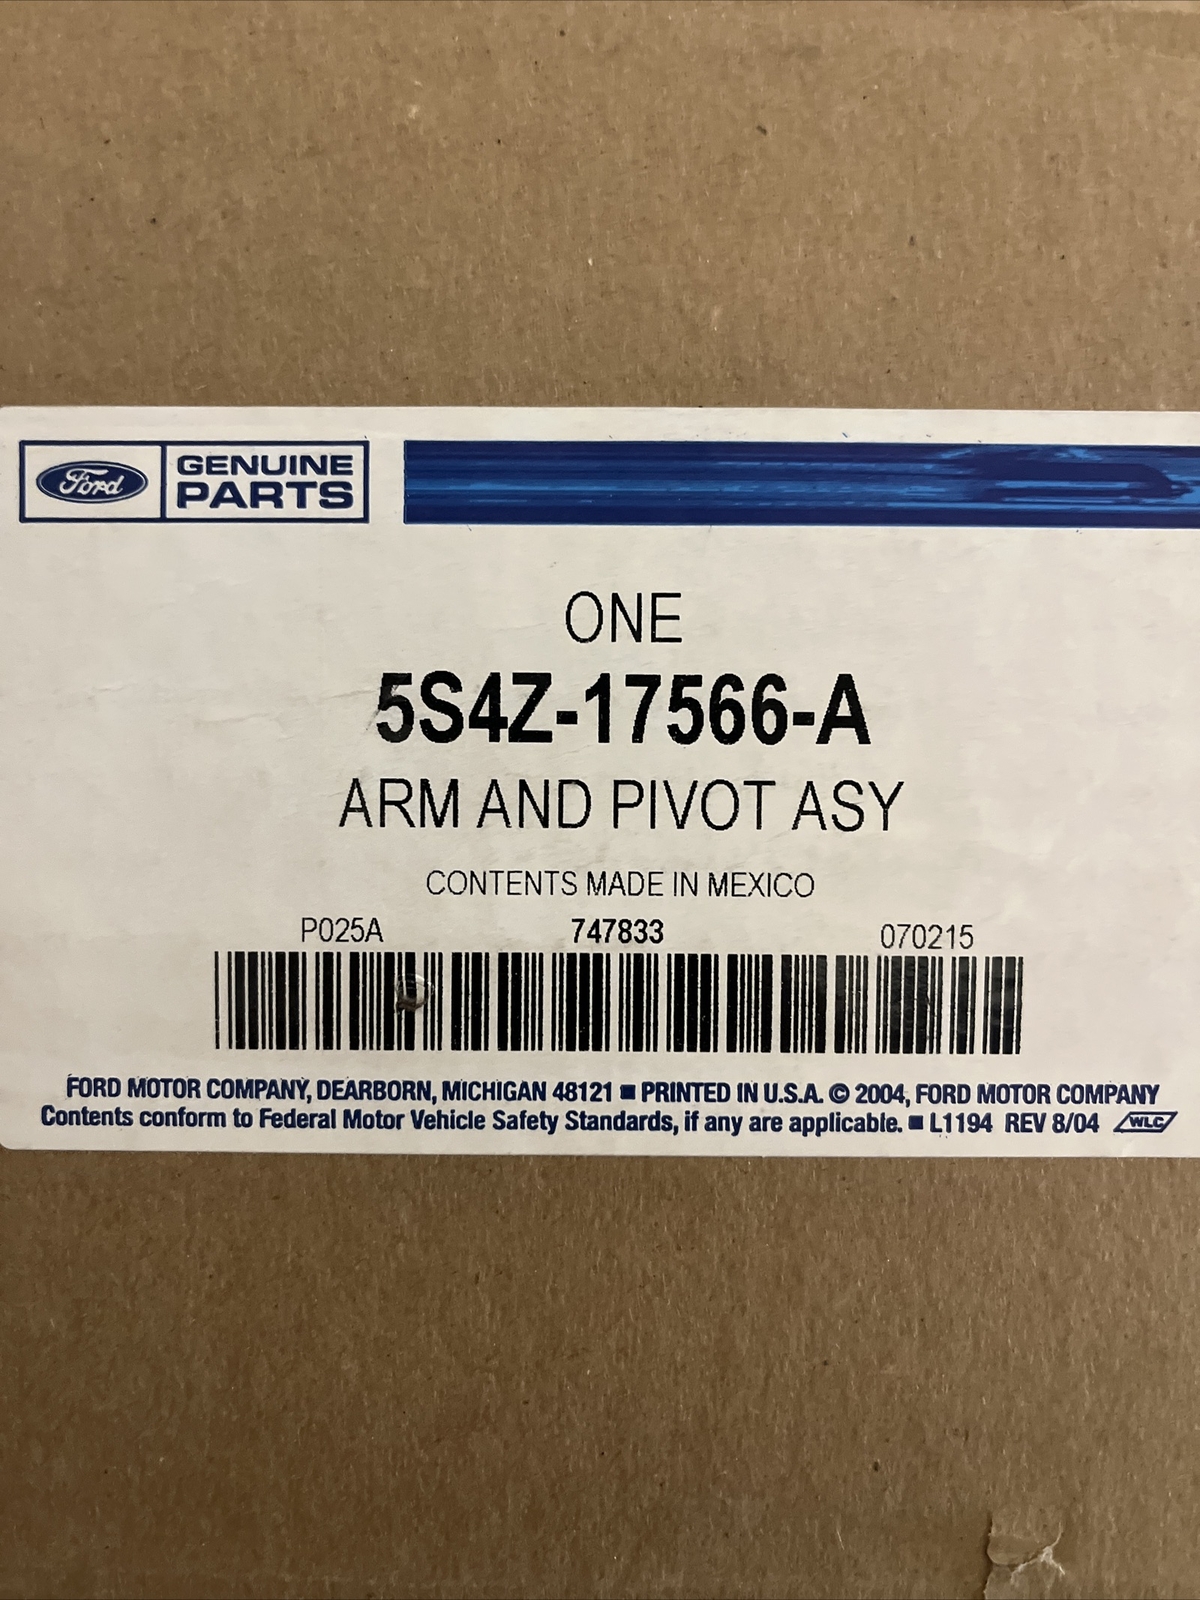 Ford GENUINE
PARTS
ONE
5S4Z-17566-A
ARM AND PIVOT ASY
CONTENTS MADE IN MEXICO
P025A 747833 070215
FORD MOTOR COMPANY, DEARBORN, MICHIGAN 48121 ■ PRINTED IN U.S.A. © 2004, FORD MOTOR COMPANY
Contents conform to Federal Motor Vehicle Safety Standards, if any are applicable. ■ L1194 REV 8/04 WLC